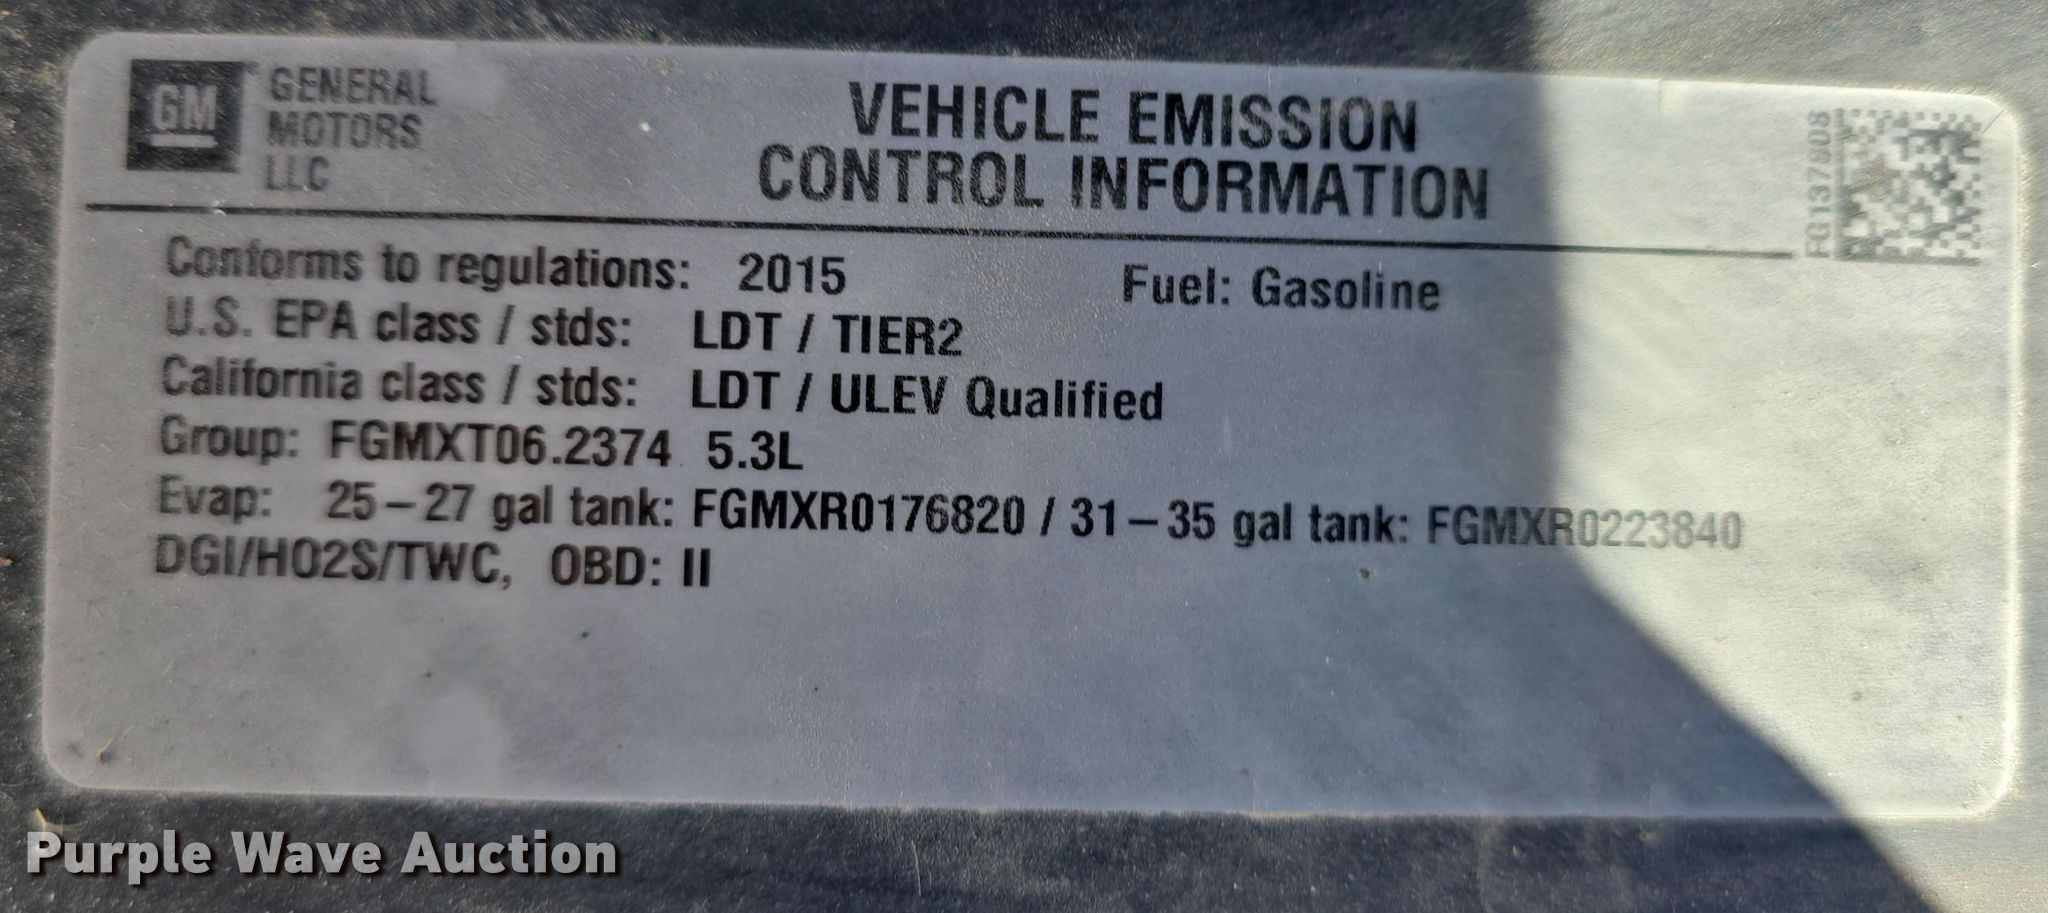 GM GENERAL
MOTORS
LLC
VEHICLE EMISSION
CONTROL INFORMATION
FG137808
Conforms to regulations: 2015 Fuel: Gasoline
U.S. EPA class / stds: LDT / TIER2
California class / stds: LDT / ULEV Qualified
Group: FGMXT06.2374 5.3L
Evap: 25–27 gal tank: FGMXR0176820 / 31–35 gal tank: FGMXR0223840
DGI/HO2S/TWC, OBD: II
Purple Wave Auction